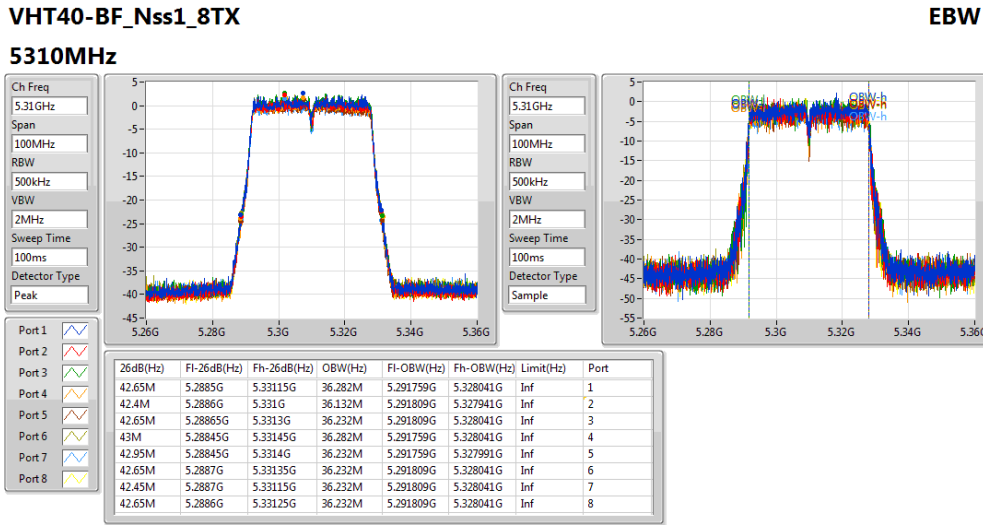 VHT40-BF_Nss1_8TX EBW
5310MHz
Ch Freq
5.31GHz
Span
100MHz
RBW
500kHz
VBW
2MHz
Sweep Time
100ms
Detector Type
Peak
5
0
-5
-10
-15
-20
-25
-30
-35
-40
-45
5.26G 5.28G 5.3G 5.32G 5.34G 5.36G
Ch Freq
5.31GHz
Span
100MHz
RBW
500kHz
VBW
2MHz
Sweep Time
100ms
Detector Type
Sample
5
0
-5
-10
-15
-20
-25
-30
-35
-40
-45
-50
-55
OBW-h
OBW-h
5.26G 5.28G 5.3G 5.32G 5.34G
Port 1
Port 2
Port 3
Port 4
Port 5
Port 6
Port 7
Port 8
26dB(Hz) Fl-26dB(Hz) Fh-26dB(Hz) OBW(Hz) Fl-OBW(Hz) Fh-OBW(Hz) Limit(Hz) Port
42.65M 5.2885G 5.33115G 36.282M 5.291759G 5.328041G Inf 1
42.4M 5.2886G 5.331G 36.132M 5.291809G 5.327941G Inf 2
42.65M 5.28865G 5.3313G 36.232M 5.291809G 5.328041G Inf 3
43M 5.28845G 5.33145G 36.282M 5.291759G 5.328041G Inf 4
42.95M 5.28845G 5.3314G 36.232M 5.291759G 5.327991G Inf 5
42.65M 5.2887G 5.33135G 36.232M 5.291809G 5.328041G Inf 6
42.45M 5.2887G 5.33115G 36.232M 5.291809G 5.328041G Inf 7
42.65M 5.2886G 5.33125G 36.232M 5.291809G 5.328041G Inf 8